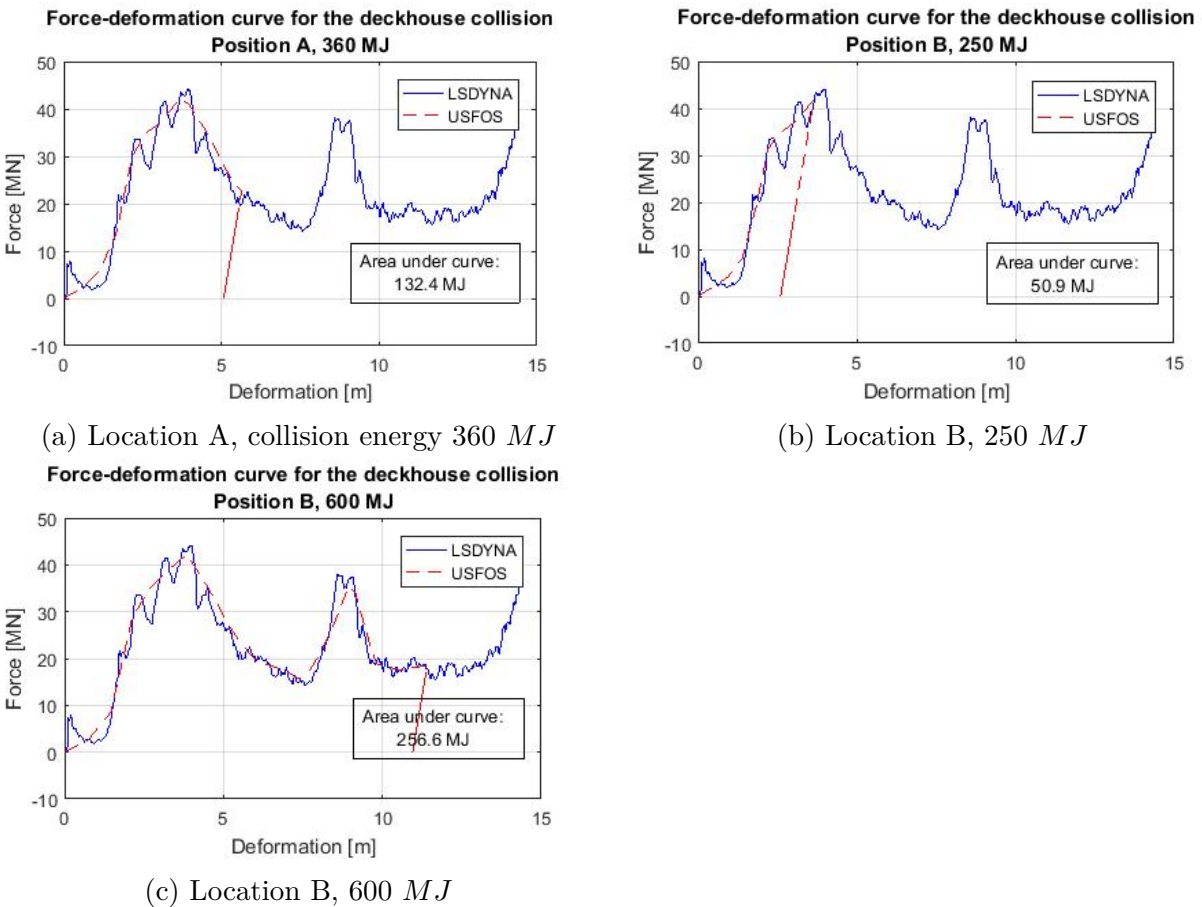 Force-deformation curve for the deckhouse collision
Position A, 360 MJ
50
40
30
20
10
0
-10
Force [MN]
LSDYNA
USFOS
Area under curve:
132.4 MJ
0
5
10
15
Deformation [m]
(a) Location A, collision energy 360 MJ
Force-deformation curve for the deckhouse collision
Position B, 250 MJ
50
40
30
20
10
0
-10
Force [MN]
LSDYNA
USFOS
Area under curve:
50.9 MJ
0
5
10
15
Deformation [m]
(b) Location B, 250 MJ
Force-deformation curve for the deckhouse collision
Position B, 600 MJ
50
40
30
20
10
0
-10
Force [MN]
LSDYNA
USFOS
Area under curve:
256.6 MJ
0
5
10
15
Deformation [m]
(c) Location B, 600 MJ